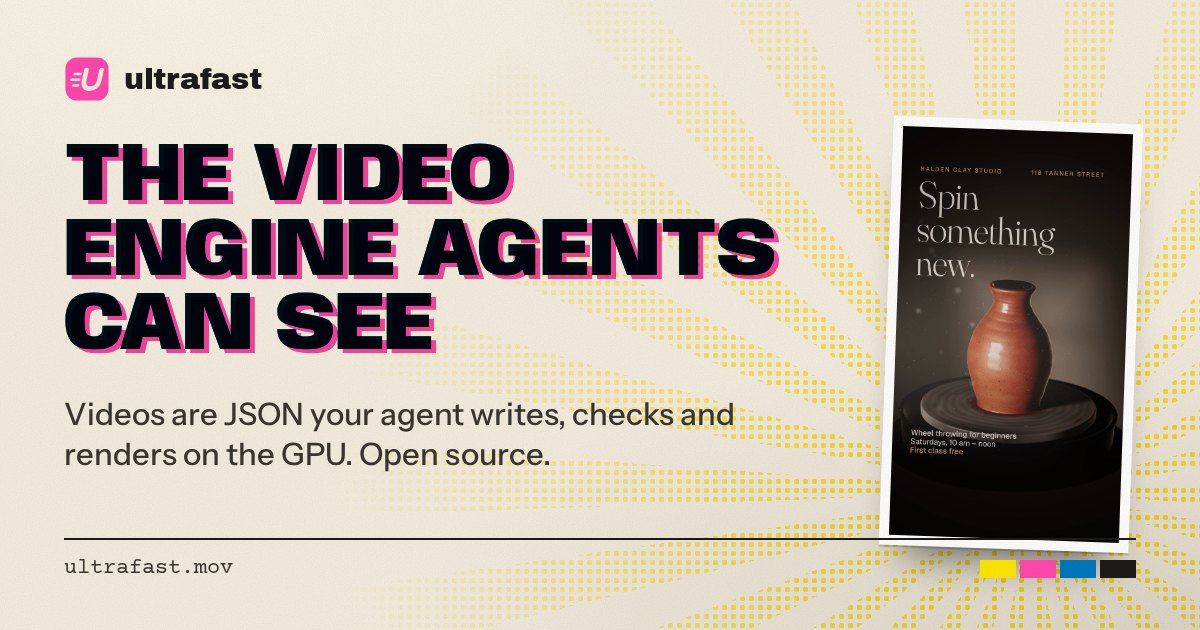 ultrafast
THE VIDEO
ENGINE AGENTS
CAN SEE
Videos are JSON your agent writes, checks and
renders on the GPU. Open source.
HALDEN CLAY STUDIO
118 TANNER STREET
Spin
something
new.
Wheel throwing for beginners
Saturdays, 10 am – noon
First class free
ultrafast.mov